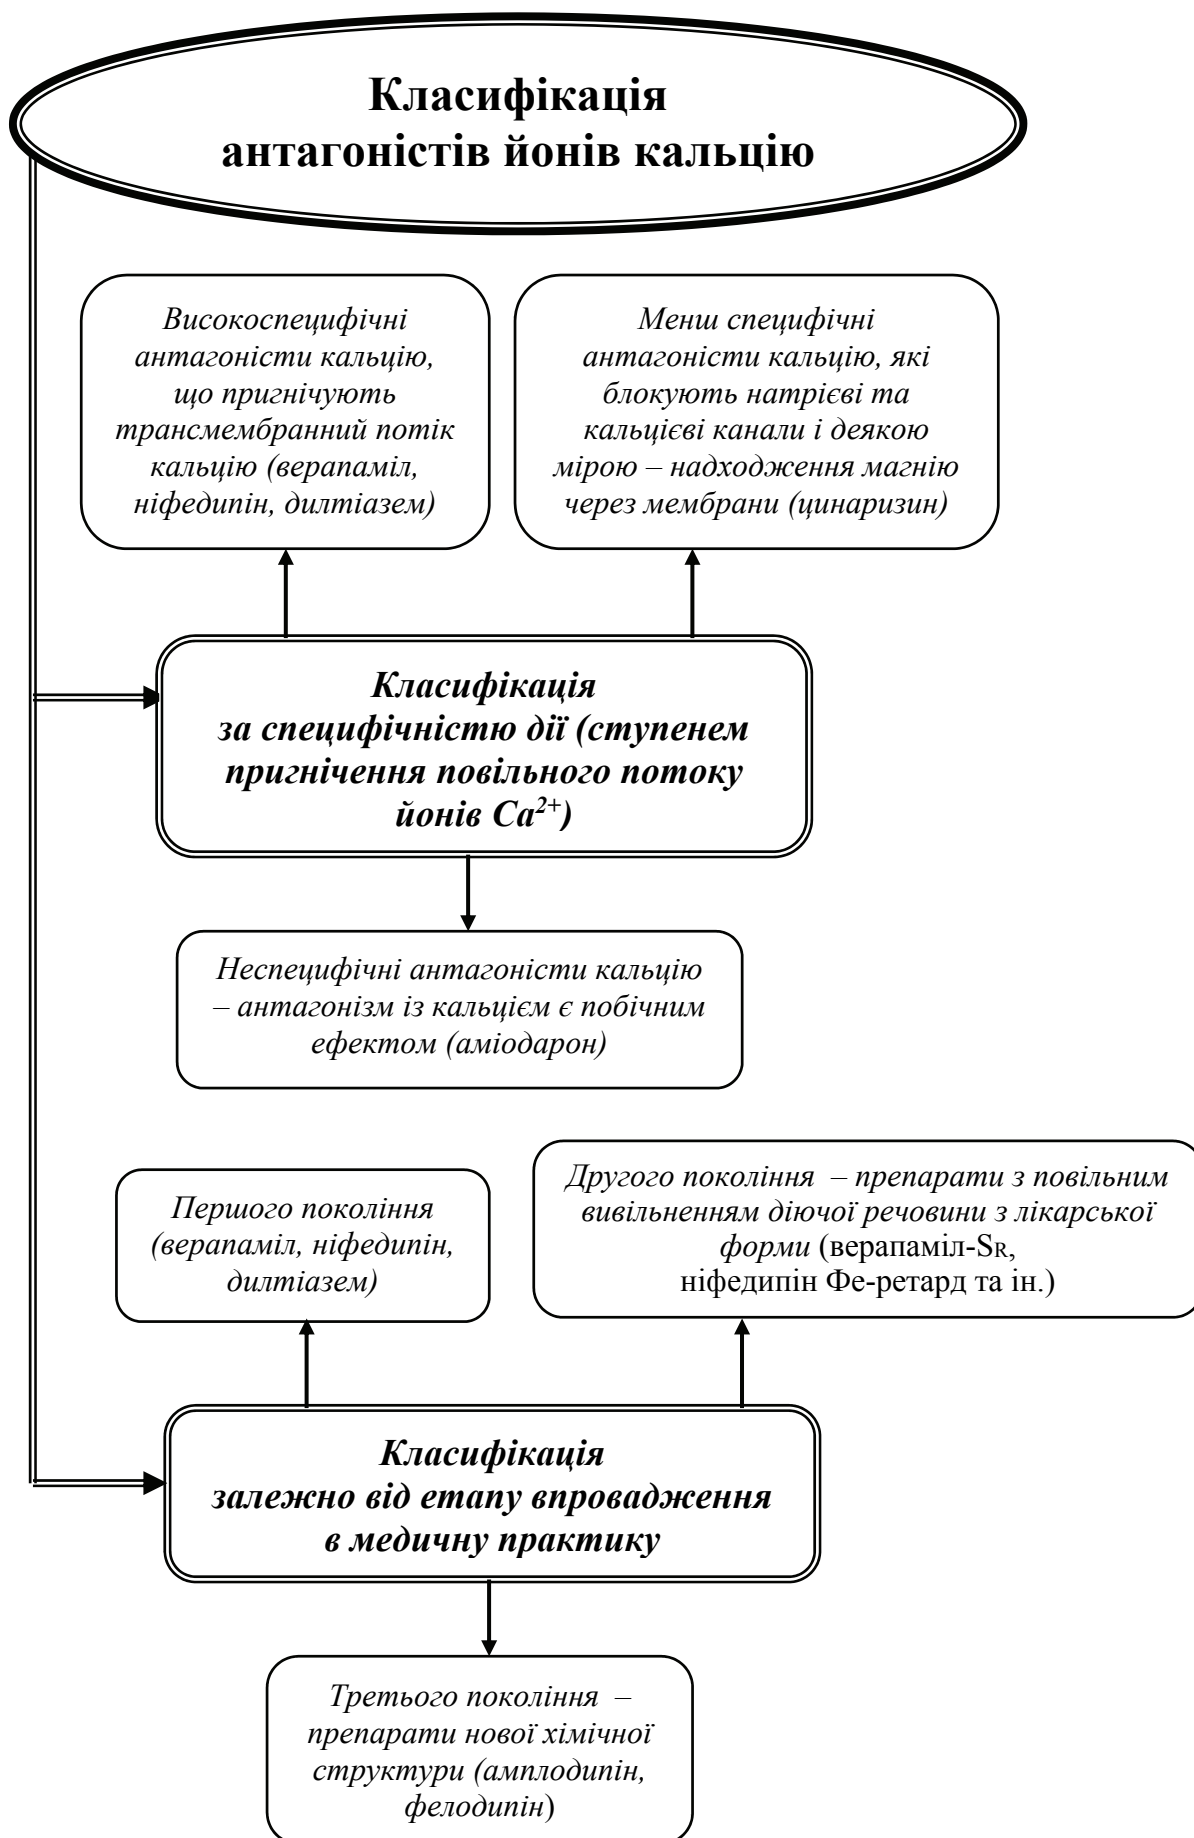 Класифікація
антагоністів йонів кальцію
Високоспецифічні
антагоністи кальцію,
що пригнічують
трансмембранний потік
кальцію (верапаміл,
ніфедипін, дилтіазем)
Менш специфічні
антагоністи кальцію, які
блокують натрієві та
кальцієві канали і деякою
мірою – надходження магнію
через мембрани (цинаризин)
Класифікація
за специфічністю дії (ступенем
пригнічення повільного потоку
йонів Ca²⁺)
Неспецифічні антагоністи кальцію
– антагонізм із кальцієм є побічним
ефектом (аміодарон)
Першого покоління
(верапаміл, ніфедипін,
дилтіазем)
Другого покоління – препарати з повільним
вивільненням діючої речовини з лікарської
форми (верапаміл-SR,
ніфедипін Фе-ретард та ін.)
Класифікація
залежно від етапу впровадження
в медичну практику
Третього покоління –
препарати нової хімічної
структури (амплодипін,
фелодипін)